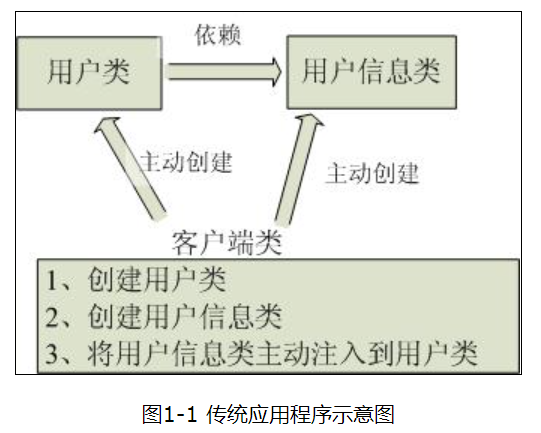 依赖
用户类
用户信息类
主动创建
主动创建
客户端类
1、创建用户类
2、创建用户信息类
3、将用户信息类主动注入到用户类
图1-1 传统应用程序示意图